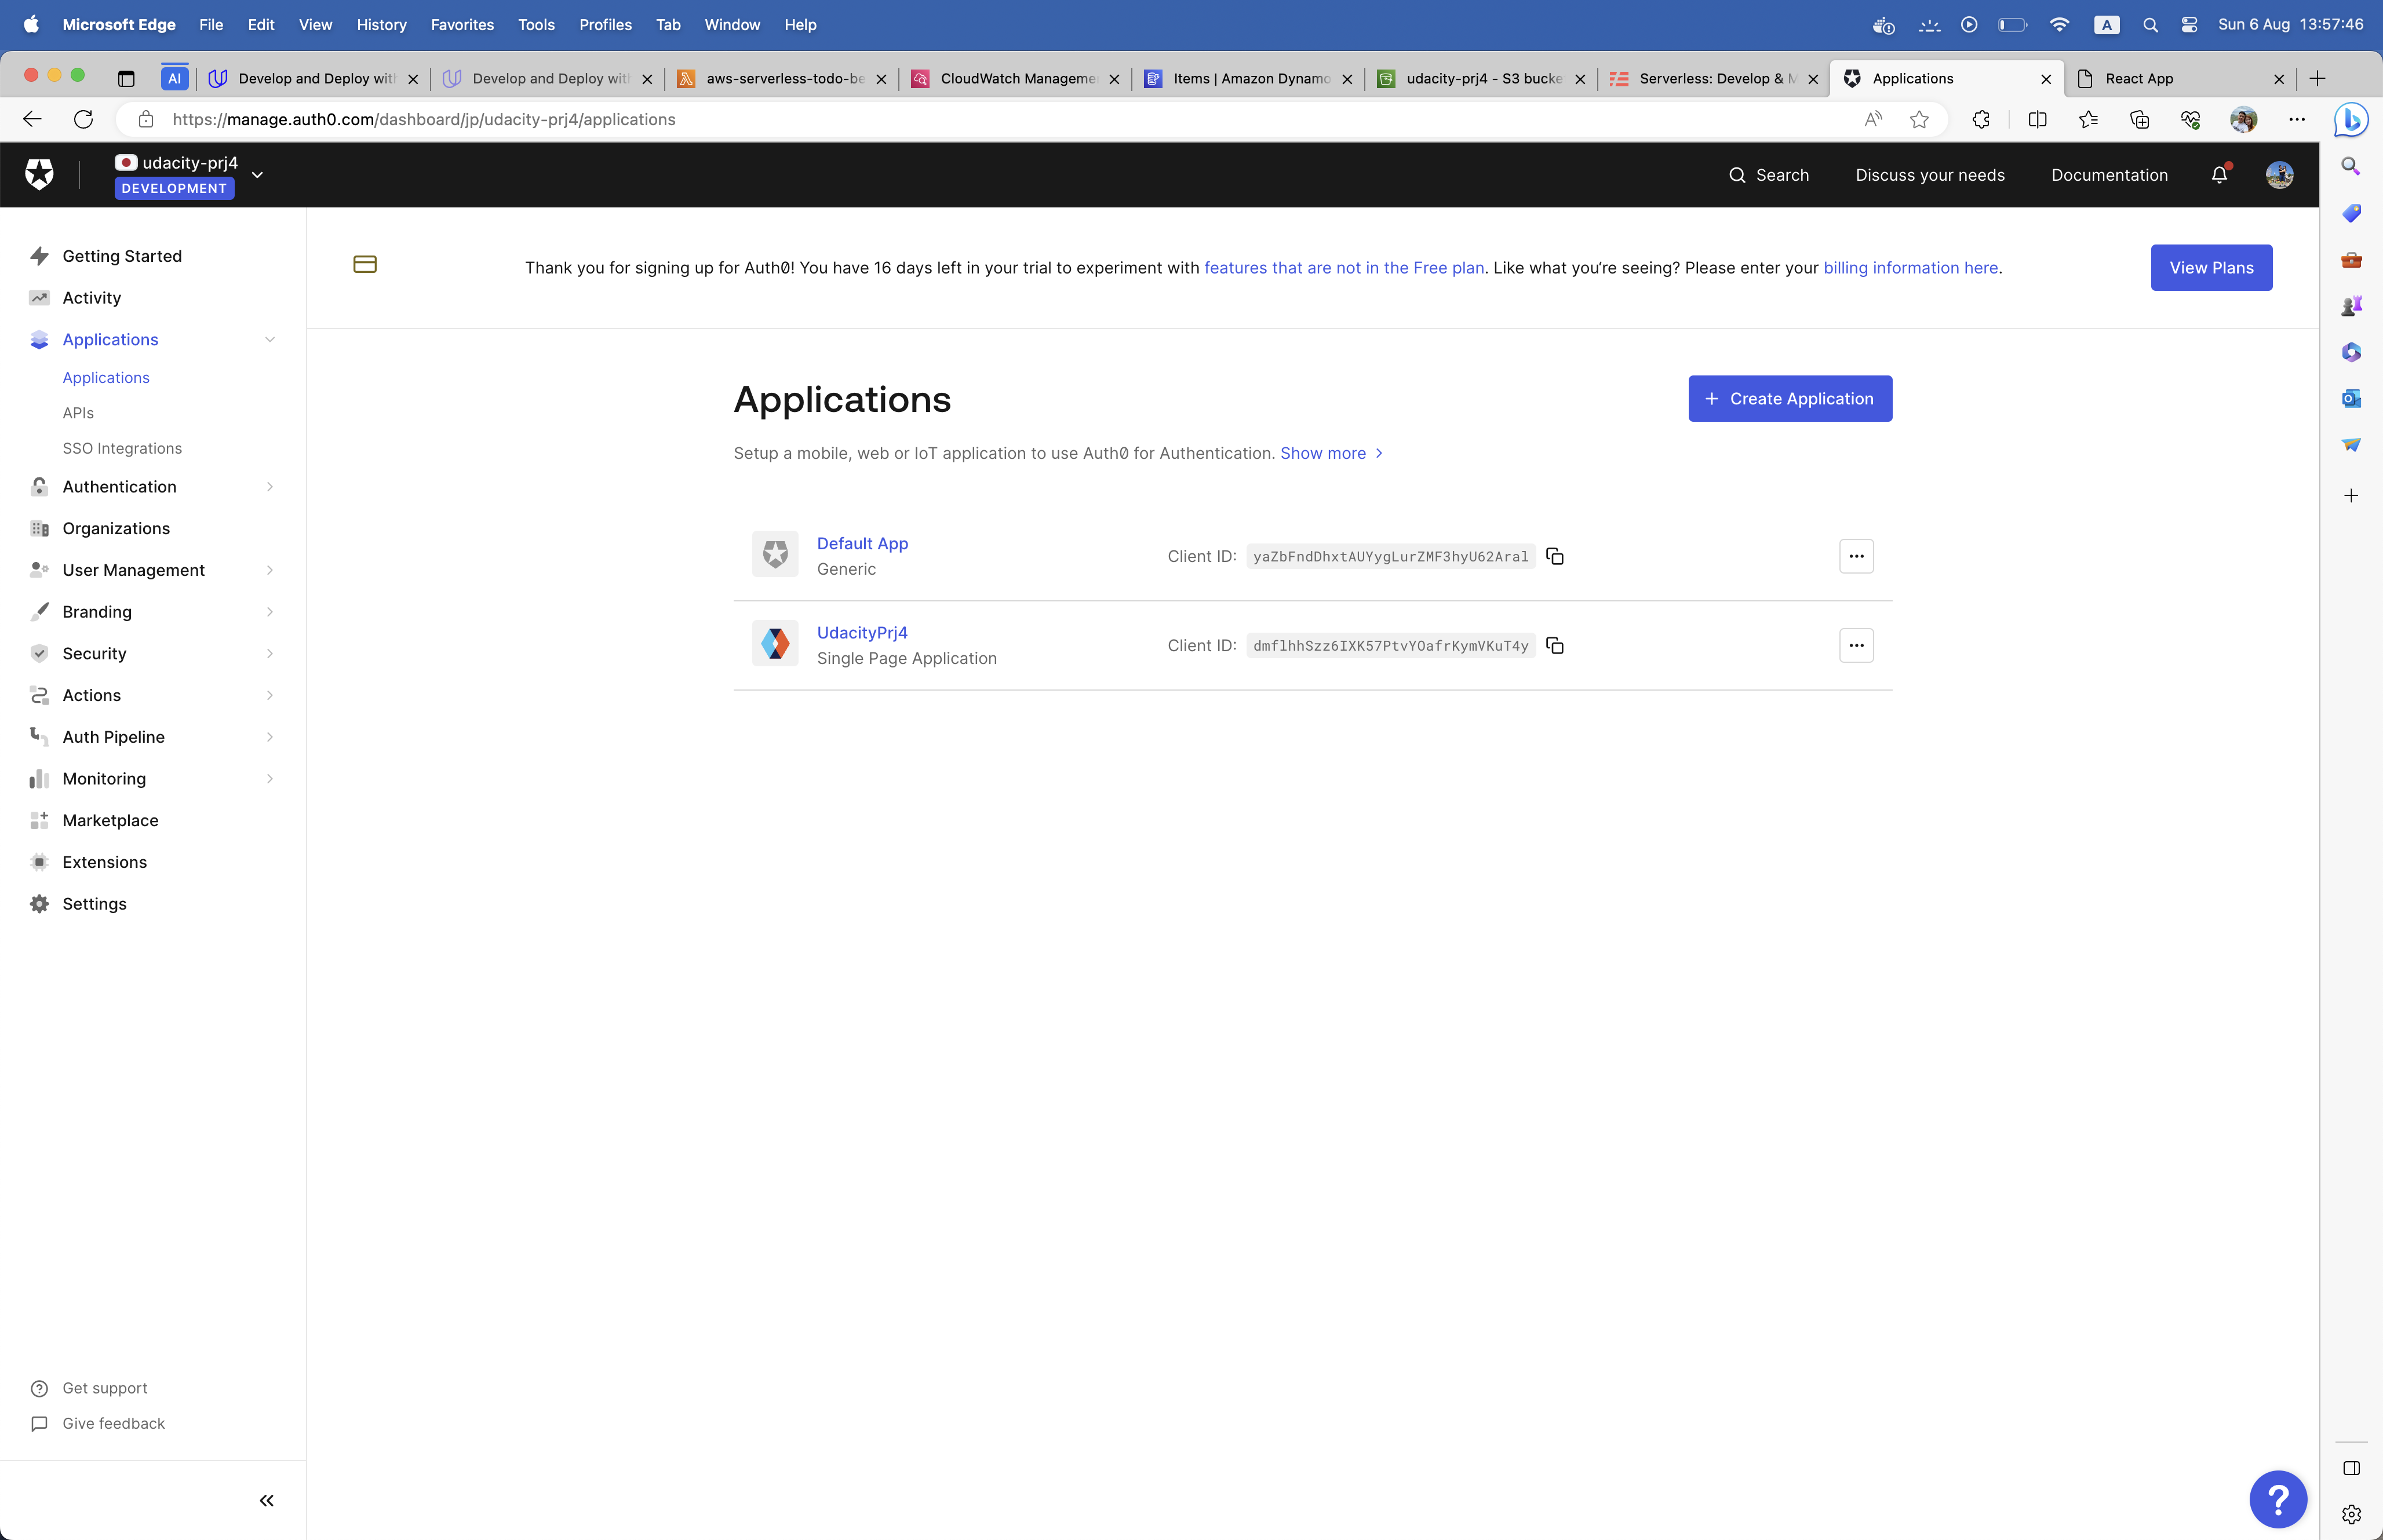 Microsoft Edge File Edit View History Favorites Tools Profiles Tab Window Help A Sun 6 Aug 13:57:46
AI Develop and Deploy with Develop and Deploy with aws-serverless-todo-be CloudWatch Manageme Items | Amazon Dynamo udacity-prj4 - S3 bucke Serverless: Develop & M Applications React App
https://manage.auth0.com/dashboard/jp/udacity-prj4/applications
udacity-prj4
DEVELOPMENT
Search Discuss your needs Documentation
Getting Started
Activity
Applications
Applications
APIs
SSO Integrations
Authentication
Organizations
User Management
Branding
Security
Actions
Auth Pipeline
Monitoring
Marketplace
Extensions
Settings
Get support
Give feedback
Thank you for signing up for Auth0! You have 16 days left in your trial to experiment with features that are not in the Free plan. Like what you're seeing? Please enter your billing information here.
View Plans
Applications
+ Create Application
Setup a mobile, web or IoT application to use Auth0 for Authentication. Show more >
Default App
Generic
Client ID: yaZbFndDhxtAUYygLurZMF3hyU62Aral
UdacityPrj4
Single Page Application
Client ID: dmflhhSzz6IXK57PtvYOafrKymVKuT4y
?